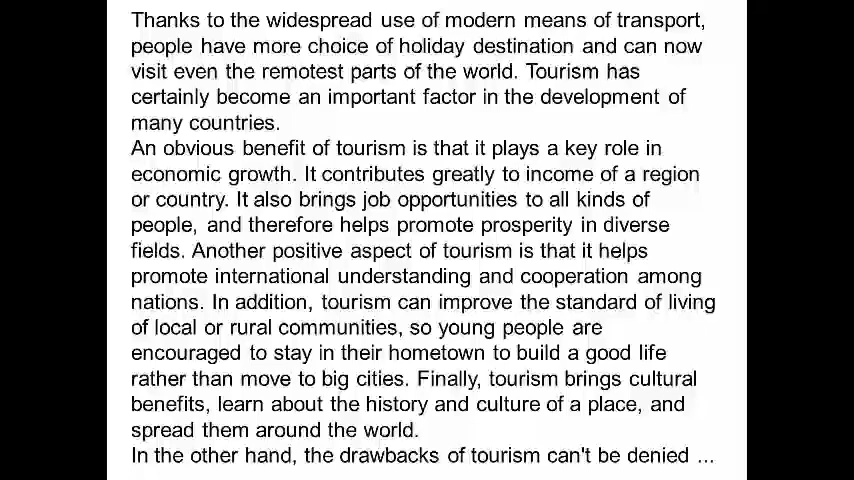 Thanks to the widespread use of modern means of transport,
people have more choice of holiday destination and can now
visit even the remotest parts of the world. Tourism has
certainly become an important factor in the development of
many countries.
An obvious benefit of tourism is that it plays a key role in
economic growth. It contributes greatly to income of a region
or country. It also brings job opportunities to all kinds of
people, and therefore helps promote prosperity in diverse
fields. Another positive aspect of tourism is that it helps
promote international understanding and cooperation among
nations. In addition, tourism can improve the standard of living
of local or rural communities, so young people are
encouraged to stay in their hometown to build a good life
rather than move to big cities. Finally, tourism brings cultural
benefits, learn about the history and culture of a place, and
spread them around the world.
In the other hand, the drawbacks of tourism can't be denied ...